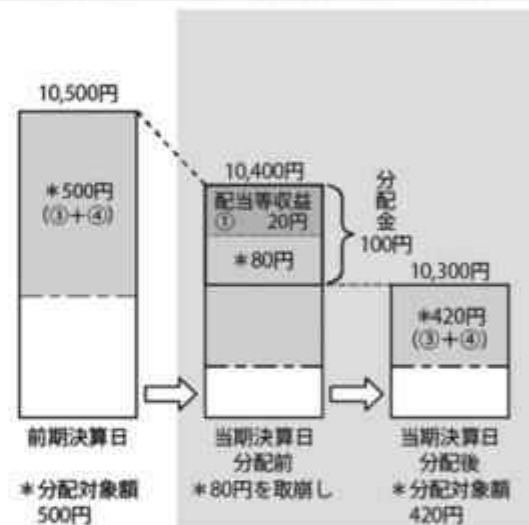 10,500円
*500円
(③+④)
前期決算日
*分配対象額
500円
10,400円
配当等収益
① 20円
*80円
分配金
100円
当期決算日
分配前
*80円を取崩し
10,300円
*420円
(③+④)
当期決算日
分配後
*分配対象額
420円